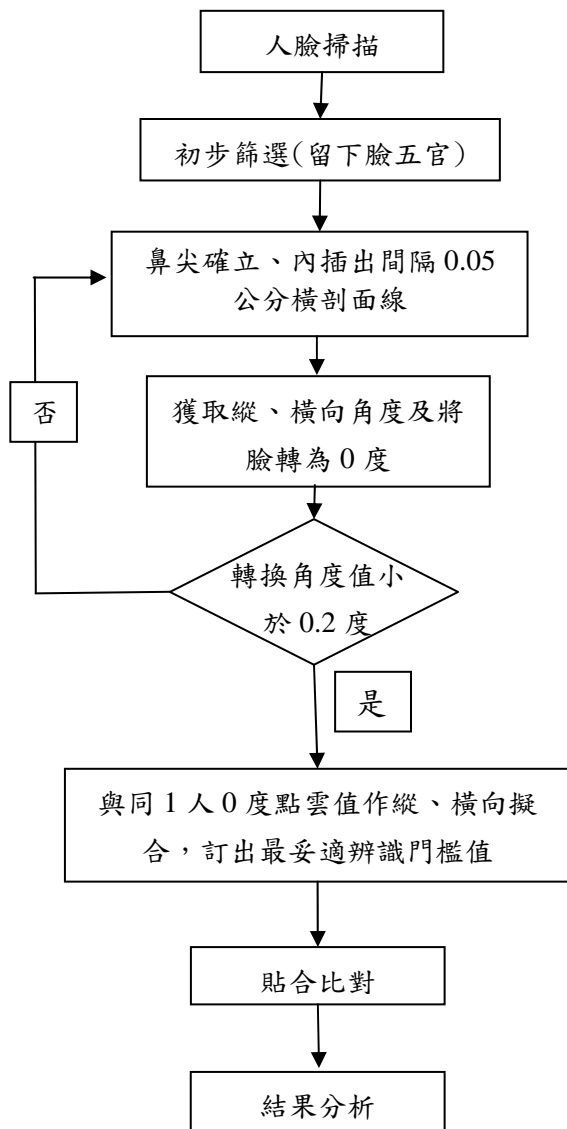 人臉掃描
初步篩選(留下臉五官)
鼻尖確立、內插出間隔 0.05
公分橫剖面線
否
獲取縱、橫向角度及將
臉轉為 0 度
轉換角度值小
於 0.2 度
是
與同 1 人 0 度點雲值作縱、橫向擬
合，訂出最妥適辨識門檻值
貼合比對
結果分析